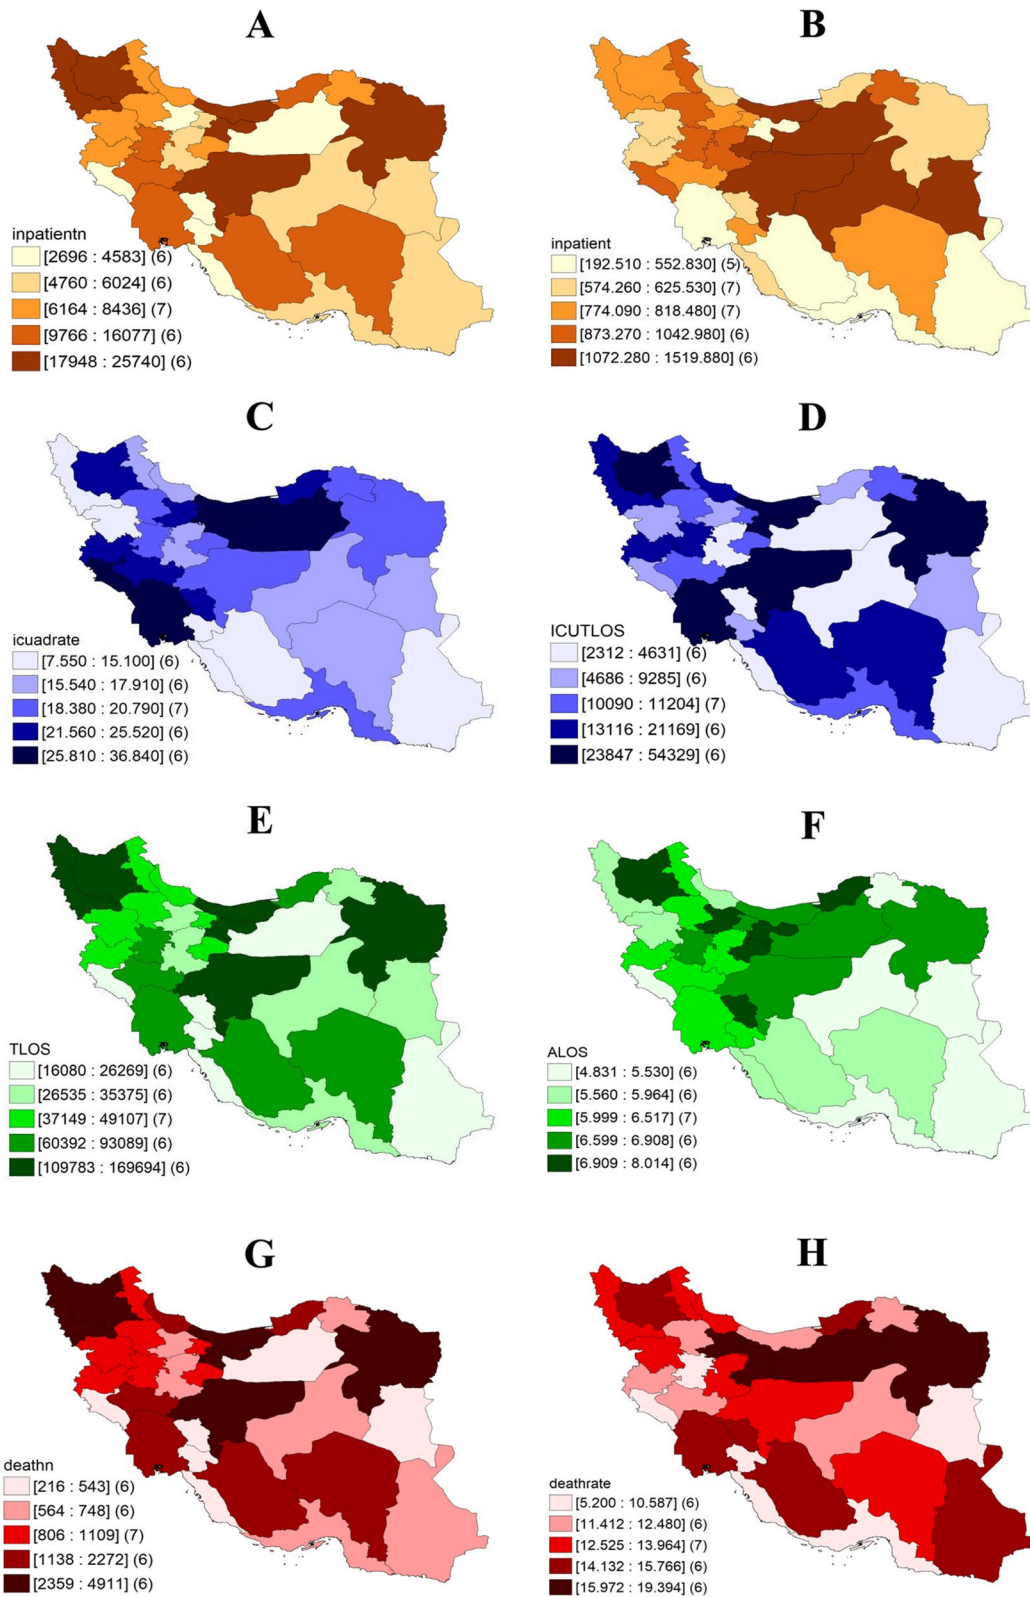 A
inpatientn
[2696 : 4583] (6)
[4760 : 6024] (6)
[6164 : 8436] (7)
[9766 : 16077] (6)
[17948 : 25740] (6)
B
inpatient
[192.510 : 552.830] (5)
[574.260 : 625.530] (7)
[774.090 : 818.480] (7)
[873.270 : 1042.980] (6)
[1072.280 : 1519.880] (6)
C
icuadrate
[7.550 : 15.100] (6)
[15.540 : 17.910] (6)
[18.380 : 20.790] (7)
[21.560 : 25.520] (6)
[25.810 : 36.840] (6)
D
ICUTLOS
[2312 : 4631] (6)
[4686 : 9285] (6)
[10090 : 11204] (7)
[13116 : 21169] (6)
[23847 : 54329] (6)
E
TLOS
[16080 : 26269] (6)
[26535 : 35375] (6)
[37149 : 49107] (7)
[60392 : 93089] (6)
[109783 : 169694] (6)
F
ALOS
[4.831 : 5.530] (6)
[5.560 : 5.964] (6)
[5.999 : 6.517] (7)
[6.599 : 6.908] (6)
[6.909 : 8.014] (6)
G
deathn
[216 : 543] (6)
[564 : 748] (6)
[806 : 1109] (7)
[1138 : 2272] (6)
[2359 : 4911] (6)
H
deathrate
[5.200 : 10.587] (6)
[11.412 : 12.480] (6)
[12.525 : 13.964] (7)
[14.132 : 15.766] (6)
[15.972 : 19.394] (6)